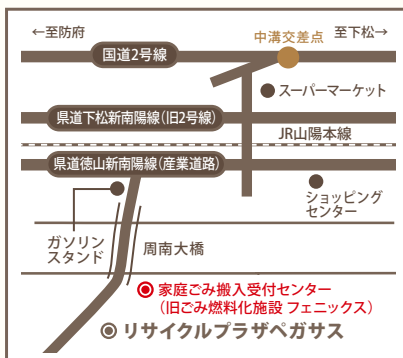 ←至防府
中溝交差点
至下松→
国道2号線
スーパーマーケット
県道下松新南陽線(旧2号線)
JR山陽本線
県道徳山新南陽線(産業道路)
ショッピング
センター
ガソリン
スタンド
周南大橋
家庭ごみ搬入受付センター
(旧ごみ燃料化施設 フェニックス)
リサイクルプラザペガサス